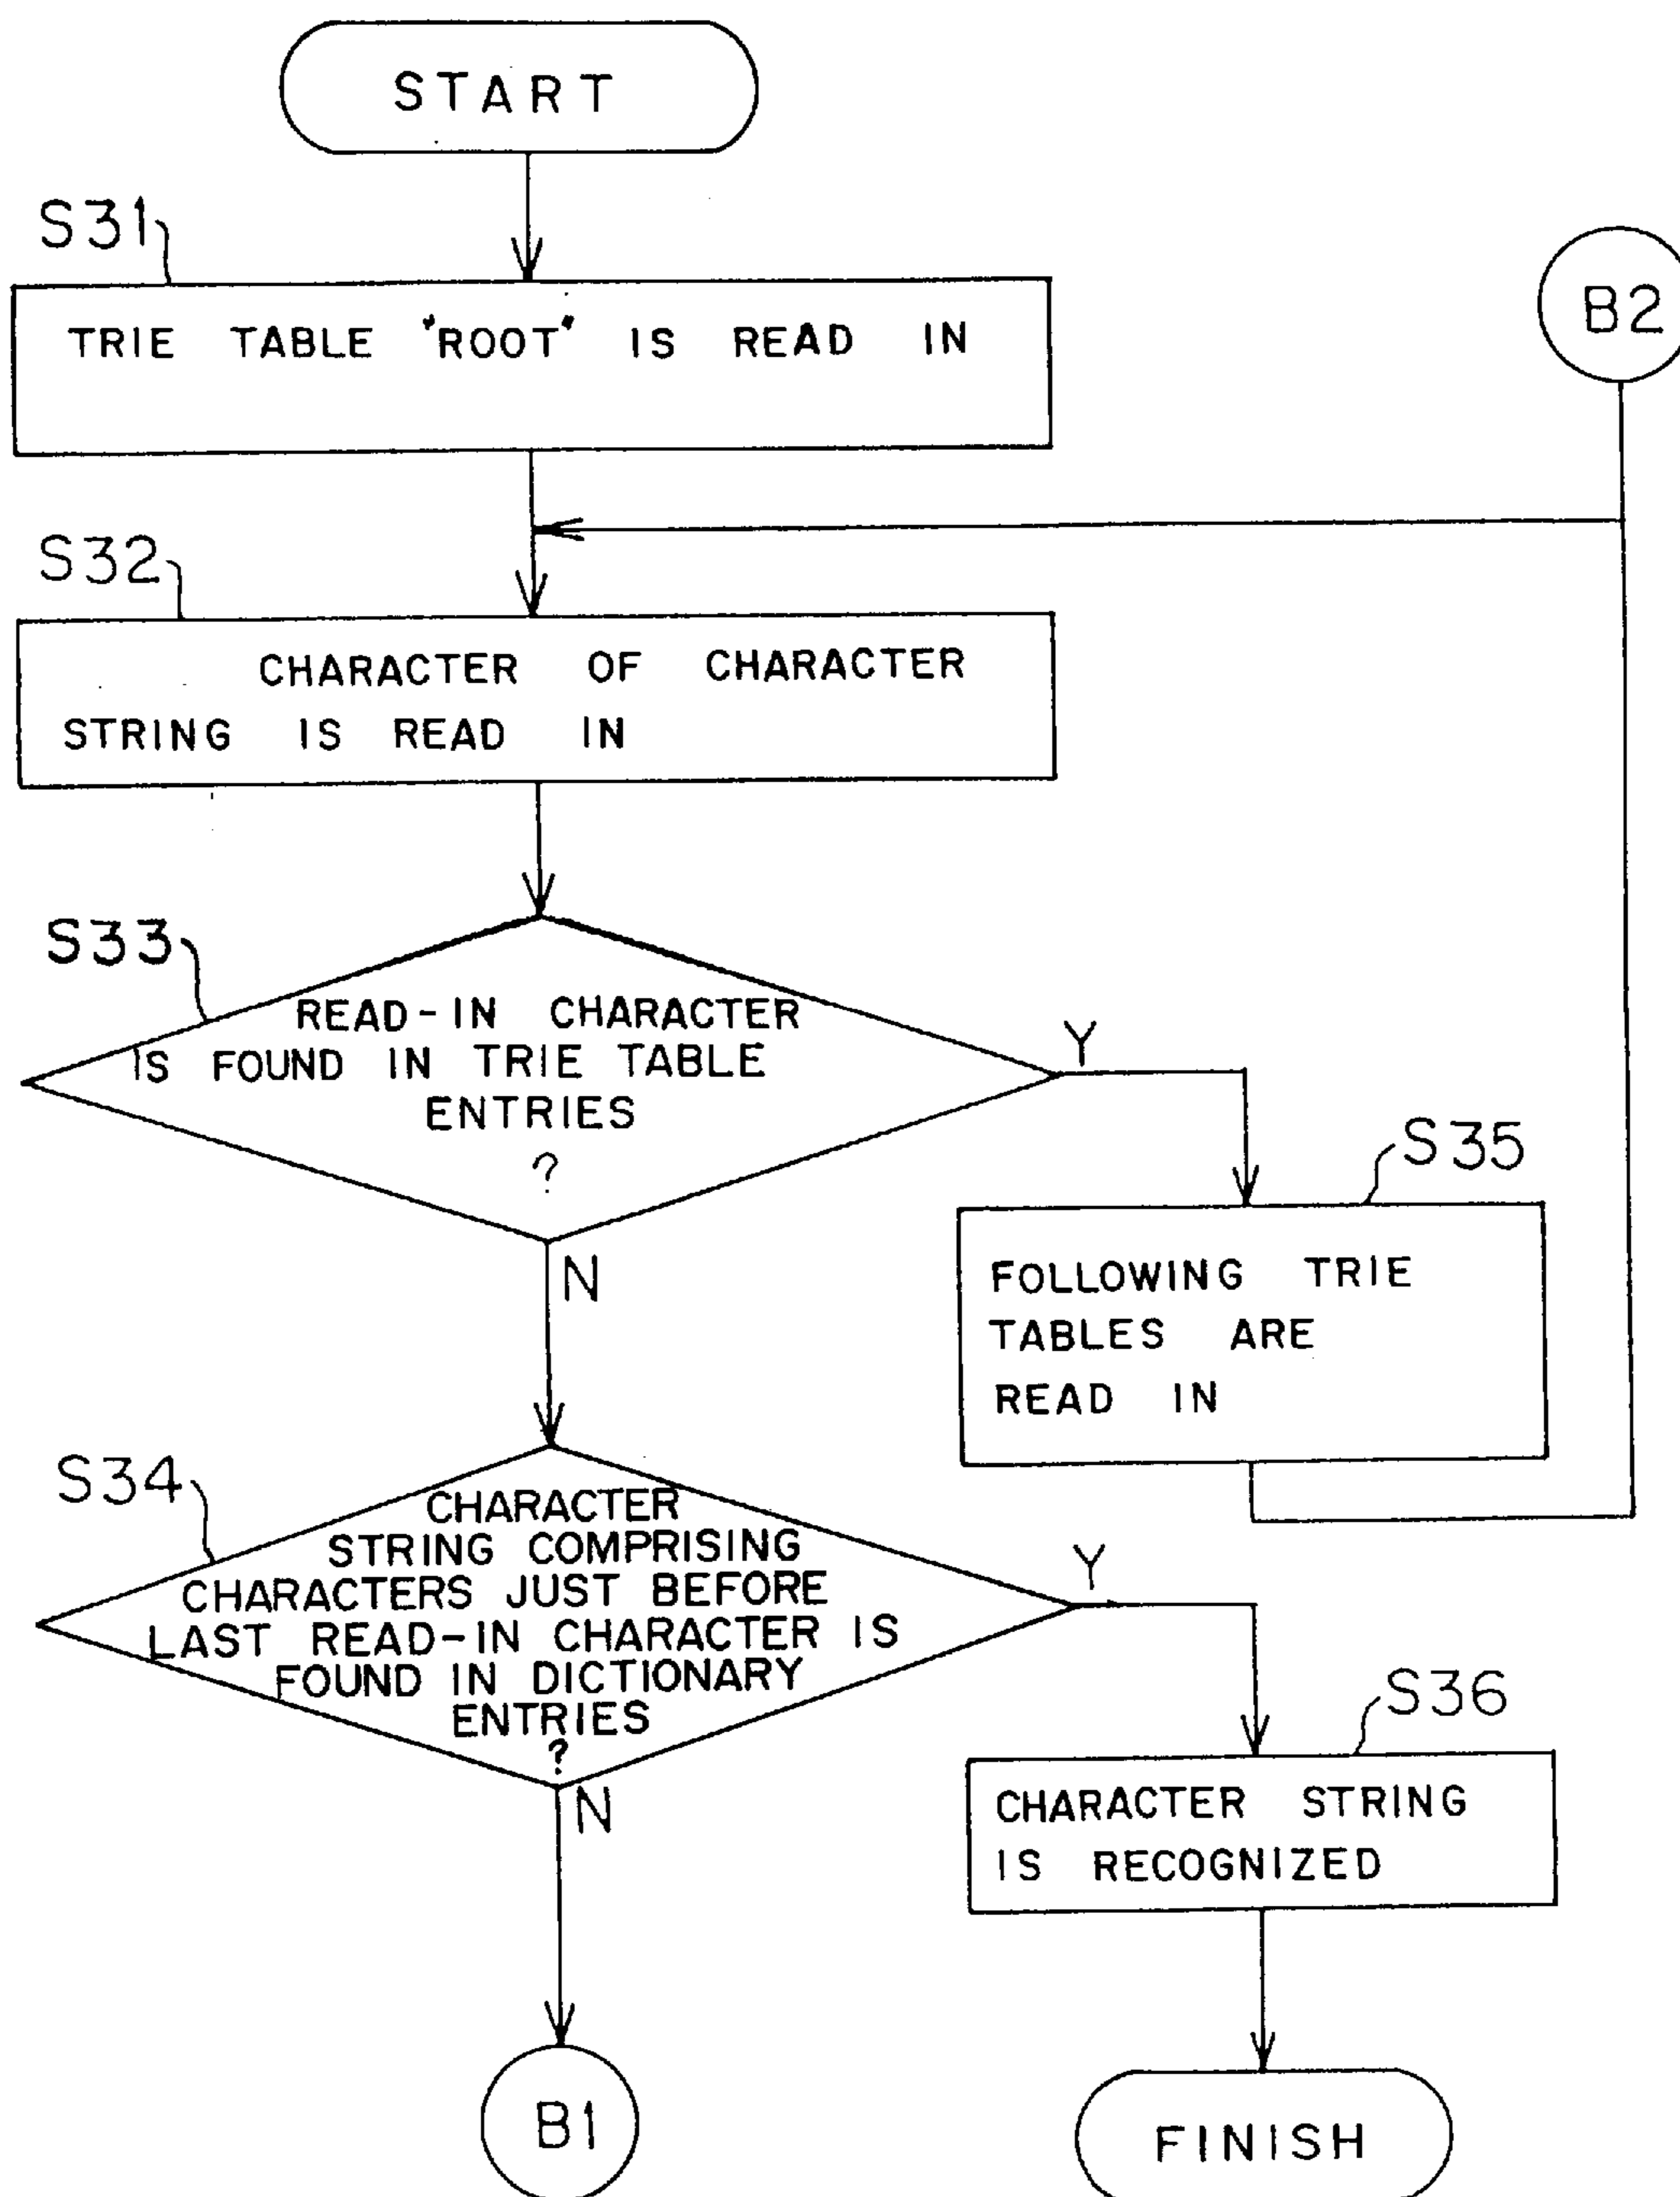 START
S31
TRIE TABLE "ROOT" IS READ IN
B2
S32
CHARACTER OF CHARACTER
STRING IS READ IN
S33
READ-IN CHARACTER
IS FOUND IN TRIE TABLE
ENTRIES
?
Y
N
S35
FOLLOWING TRIE
TABLES ARE
READ IN
S34
CHARACTER
STRING COMPRISING
CHARACTERS JUST BEFORE
LAST READ-IN CHARACTER IS
FOUND IN DICTIONARY
ENTRIES
?
Y
N
S36
CHARACTER STRING
IS RECOGNIZED
B1
FINISH